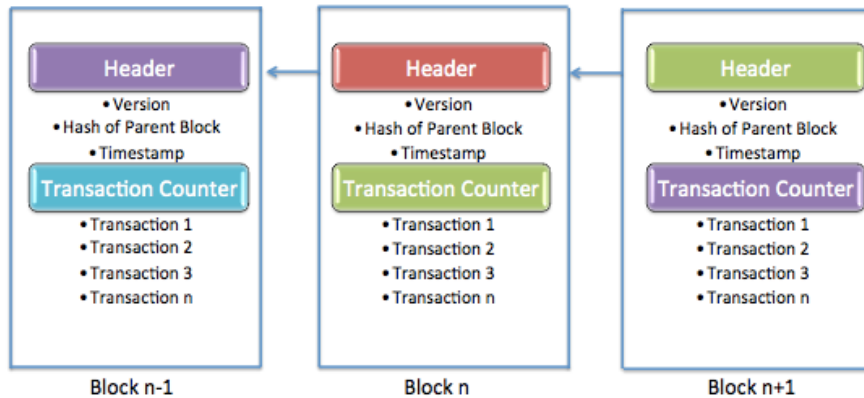 Header
• Version
• Hash of Parent Block
• Timestamp
Transaction Counter
• Transaction 1
• Transaction 2
• Transaction 3
• Transaction n
Block n-1
Header
• Version
• Hash of Parent Block
• Timestamp
Transaction Counter
• Transaction 1
• Transaction 2
• Transaction 3
• Transaction n
Block n
Header
• Version
• Hash of Parent Block
• Timestamp
Transaction Counter
• Transaction 1
• Transaction 2
• Transaction 3
• Transaction n
Block n+1